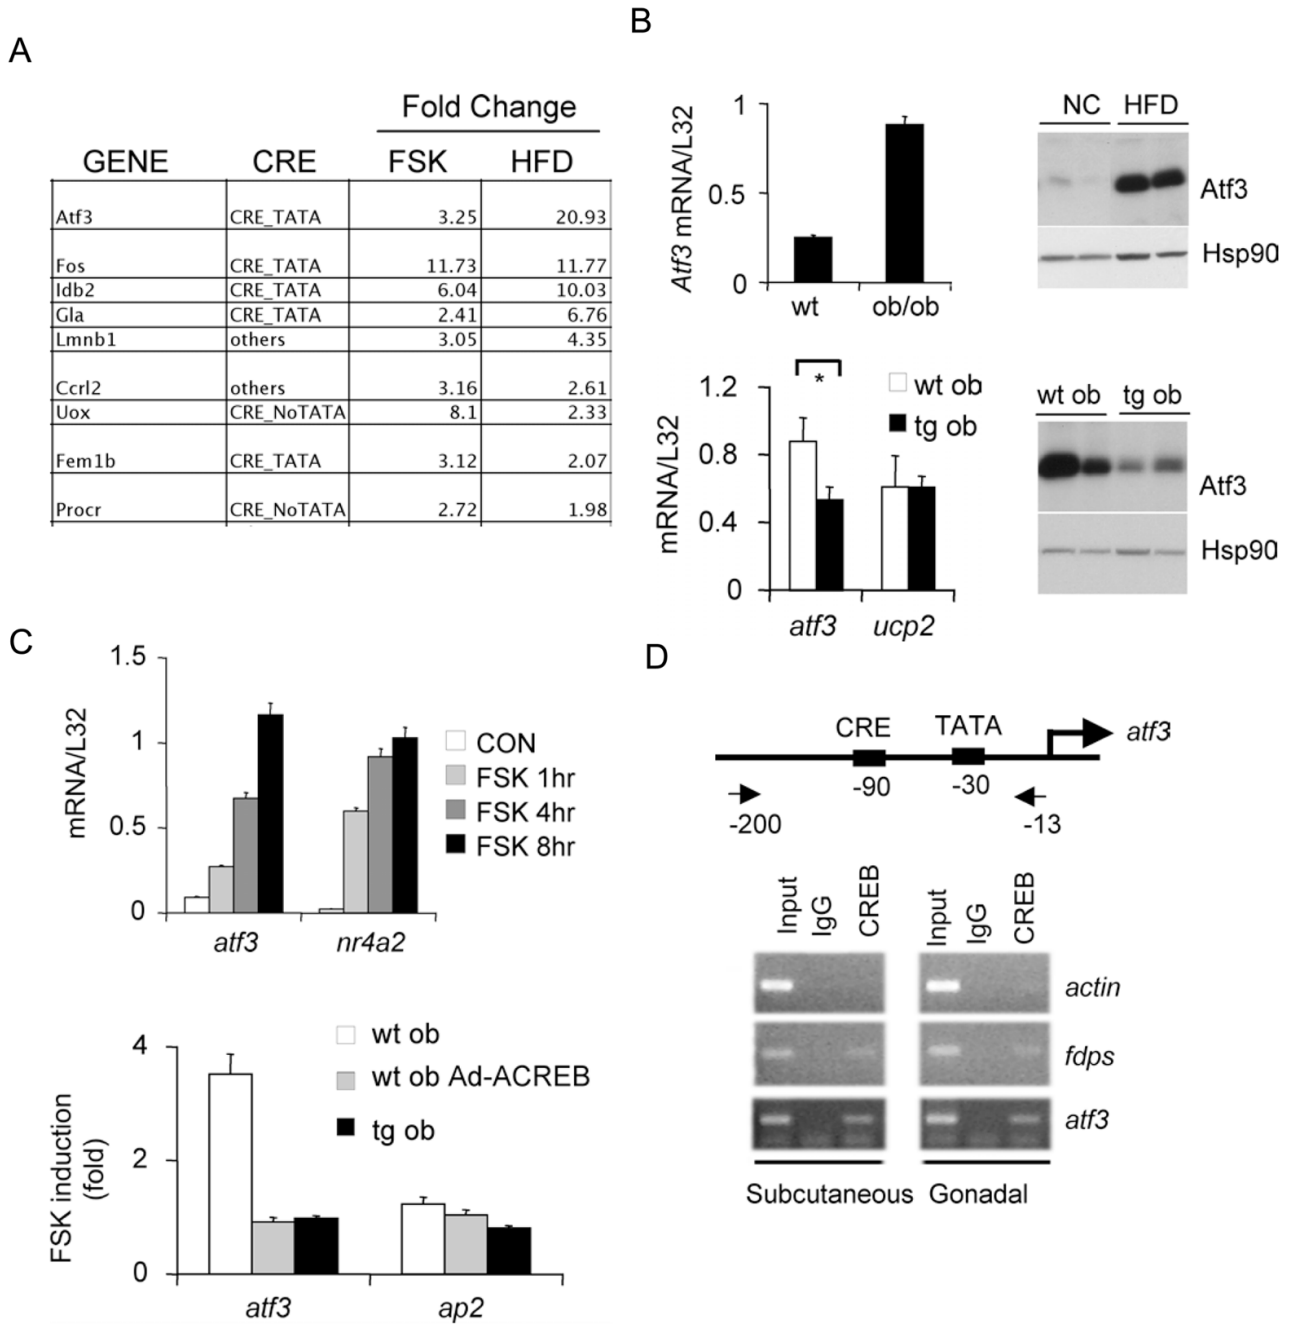 A
Fold Change
GENE CRE FSK HFD
Atf3 CRE_TATA 3.25 20.93
Fos CRE_TATA 11.73 11.77
Idb2 CRE_TATA 6.04 10.03
Gla CRE_TATA 2.41 6.76
Lmnb1 others 3.05 4.35
Ccrl2 others 3.16 2.61
Uox CRE_NoTATA 8.1 2.33
Fem1b CRE_TATA 3.12 2.07
Procr CRE_NoTATA 2.72 1.98
B
Atf3 mRNA/L32
1
0.5
0
wt ob/ob
NC HFD
Atf3
Hsp90
mRNA/L32
1.2
0.8
0.4
0
*
wt ob
tg ob
atf3 ucp2
wt ob tg ob
Atf3
Hsp90
C
mRNA/L32
1.5
1
0.5
0
CON
FSK 1hr
FSK 4hr
FSK 8hr
atf3 nr4a2
FSK induction
(fold)
4
2
0
wt ob
wt ob Ad-ACREB
tg ob
atf3 ap2
D
CRE TATA atf3
-90 -30
-200 -13
Input IgG CREB Input IgG CREB
actin
fdps
atf3
Subcutaneous Gonadal